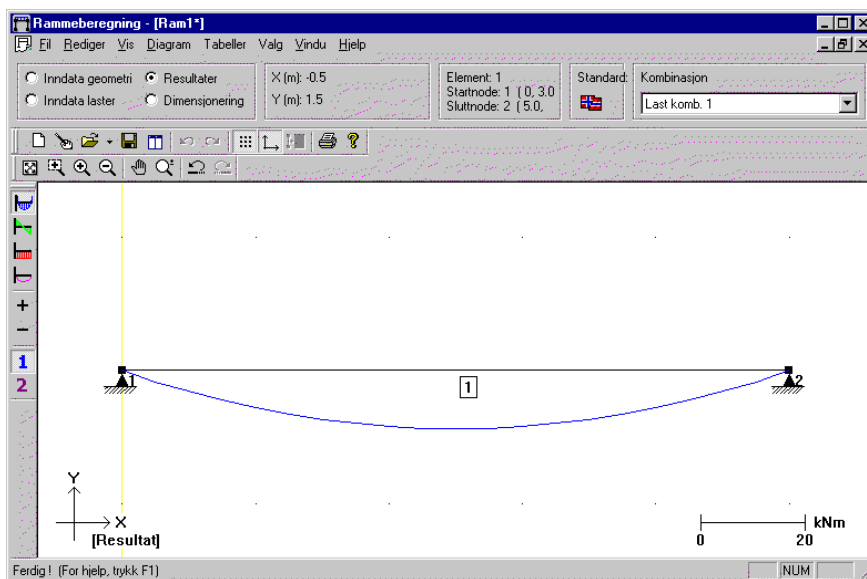 Rammeberegning - [Ram1*]
Fil Rediger Vis Diagram Tabeller Valg Vindu Hjelp
Inndata geometri Resultater
Inndata laster Dimensjonering
X (m): -0.5
Y (m): 1.5
Element: 1
Startnode: 1 ( 0, 3.0
Sluttnode: 2 ( 5.0,
Standard:
Kombinasjon
Last komb. 1
1
2
1
2
1
Y
X
[Resultat]
kNm
0 20
Ferdig ! (For hjelp, trykk F1)
NUM